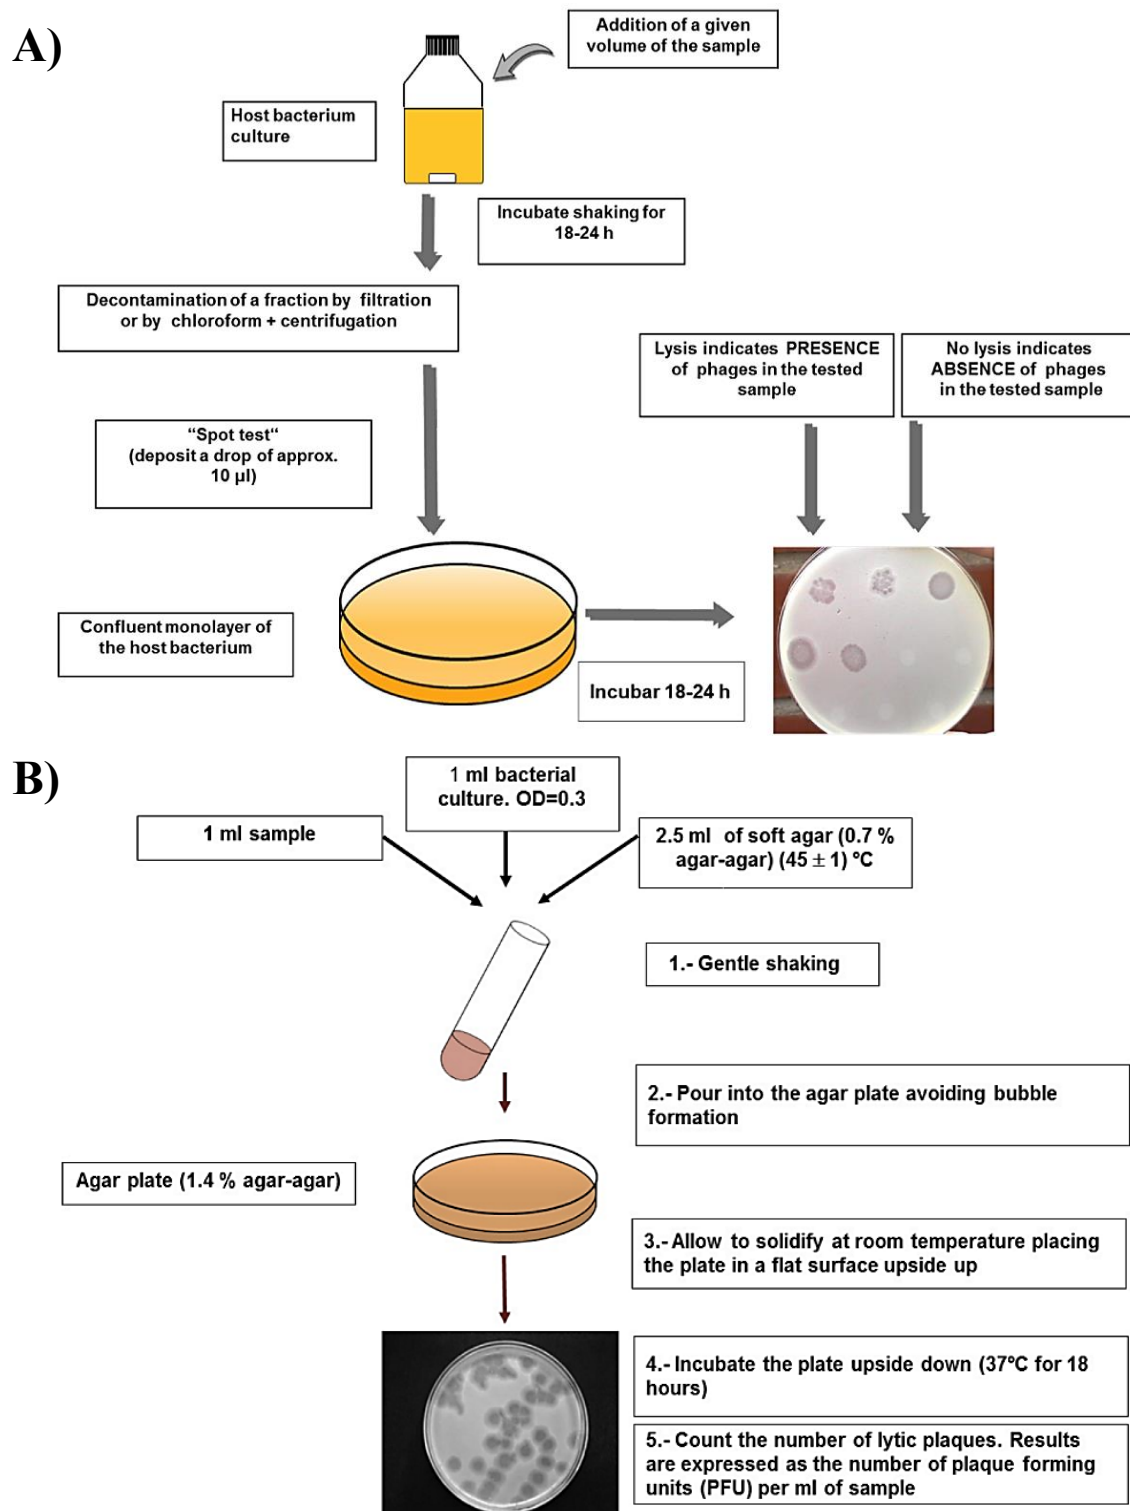 A)
Addition of a given
volume of the sample
Host bacterium
culture
Incubate shaking for
18-24 h
Decontamination of a fraction by filtration
or by chloroform + centrifugation
Lysis indicates PRESENCE
of phages in the tested
sample
No lysis indicates
ABSENCE of phages
in the tested sample
“Spot test“
(deposit a drop of approx.
10 µl)
Confluent monolayer of
the host bacterium
Incubar 18-24 h
B)
1 ml bacterial
culture. OD=0.3
1 ml sample
2.5 ml of soft agar (0.7 %
agar-agar) (45 ± 1) ºC
1.- Gentle shaking
2.- Pour into the agar plate avoiding bubble
formation
Agar plate (1.4 % agar-agar)
3.- Allow to solidify at room temperature placing
the plate in a flat surface upside up
4.- Incubate the plate upside down (37ºC for 18
hours)
5.- Count the number of lytic plaques. Results
are expressed as the number of plaque forming
units (PFU) per ml of sample